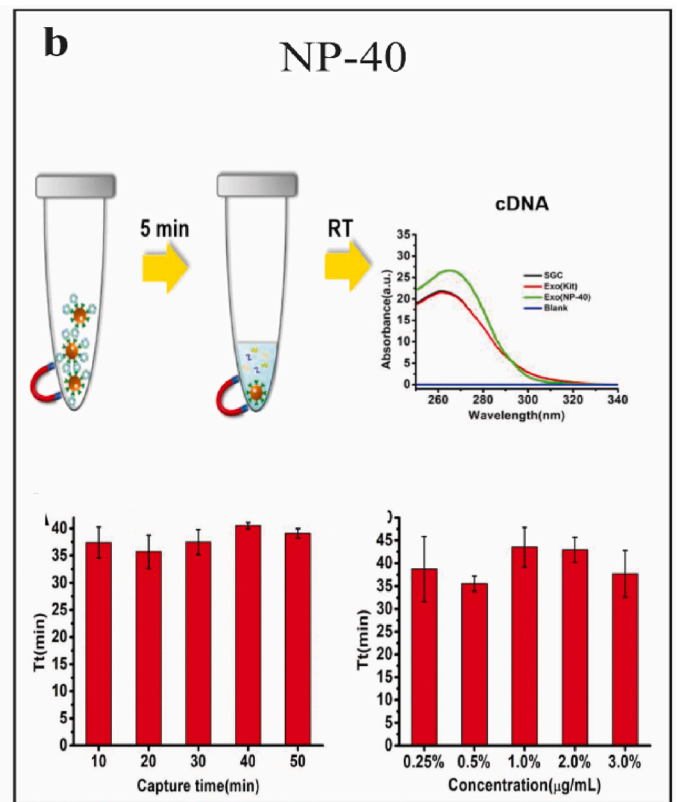 b
NP-40
5 min
RT
cDNA
Absorbance(a.u.)
35
30
25
20
15
10
5
0
SGC
Exo(Kit)
Exo(NP-40)
Blank
260 280 300 320 340
Wavelength(nm)
Tt(min)
40
35
30
25
20
15
10
5
0
10 20 30 40 50
Capture time(min)
Tt(min)
45
40
35
30
25
20
15
10
5
0
0.25% 0.5% 1.0% 2.0% 3.0%
Concentration(μg/mL)